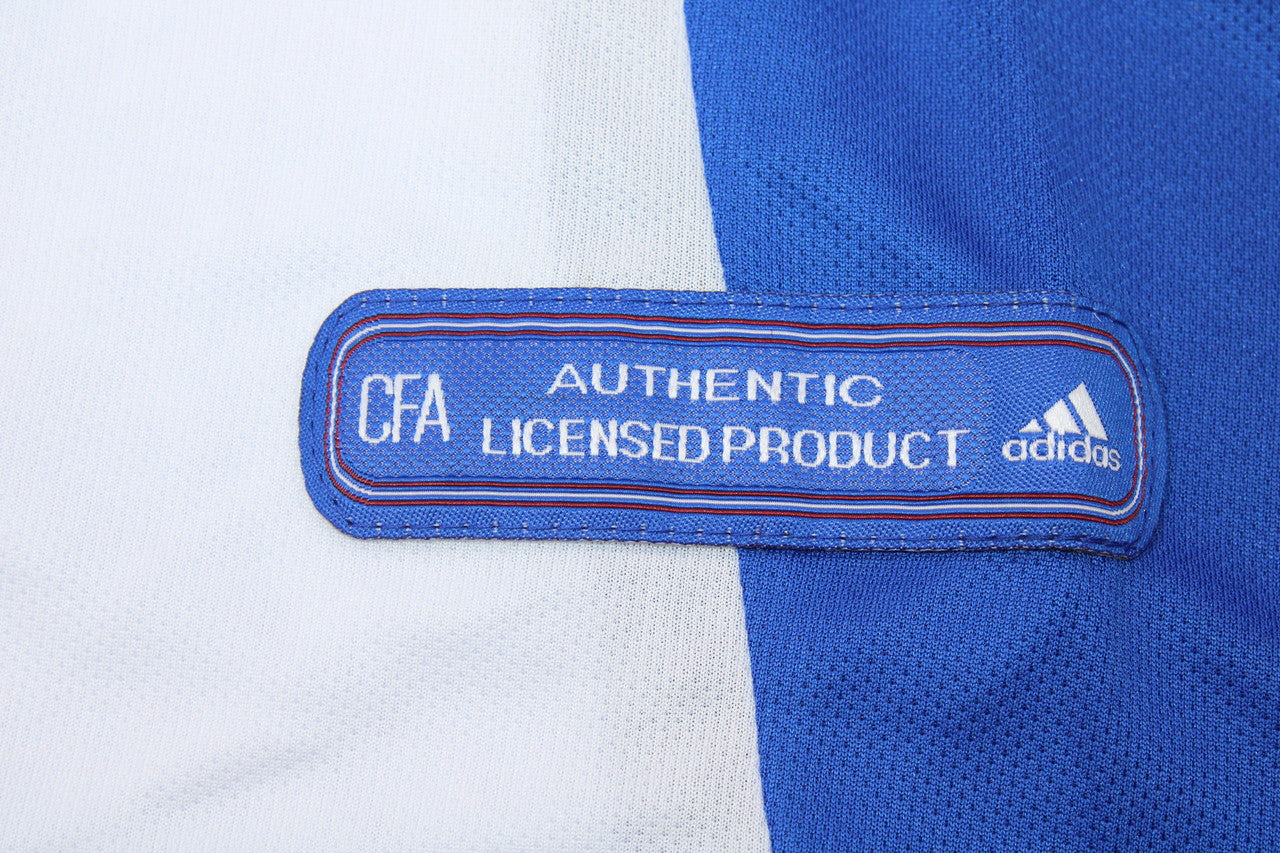 CFA
AUTHENTIC
LICENSED PRODUCT
adidas